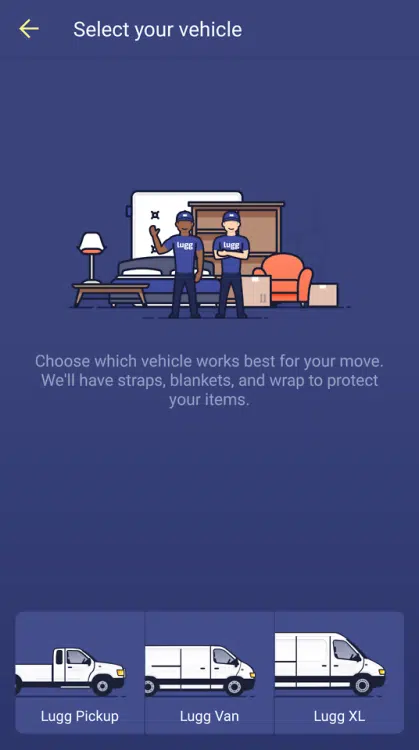 Select your vehicle
lugg
lugg
Choose which vehicle works best for your move.
We'll have straps, blankets, and wrap to protect
your items.
Lugg Pickup
Lugg Van
Lugg XL